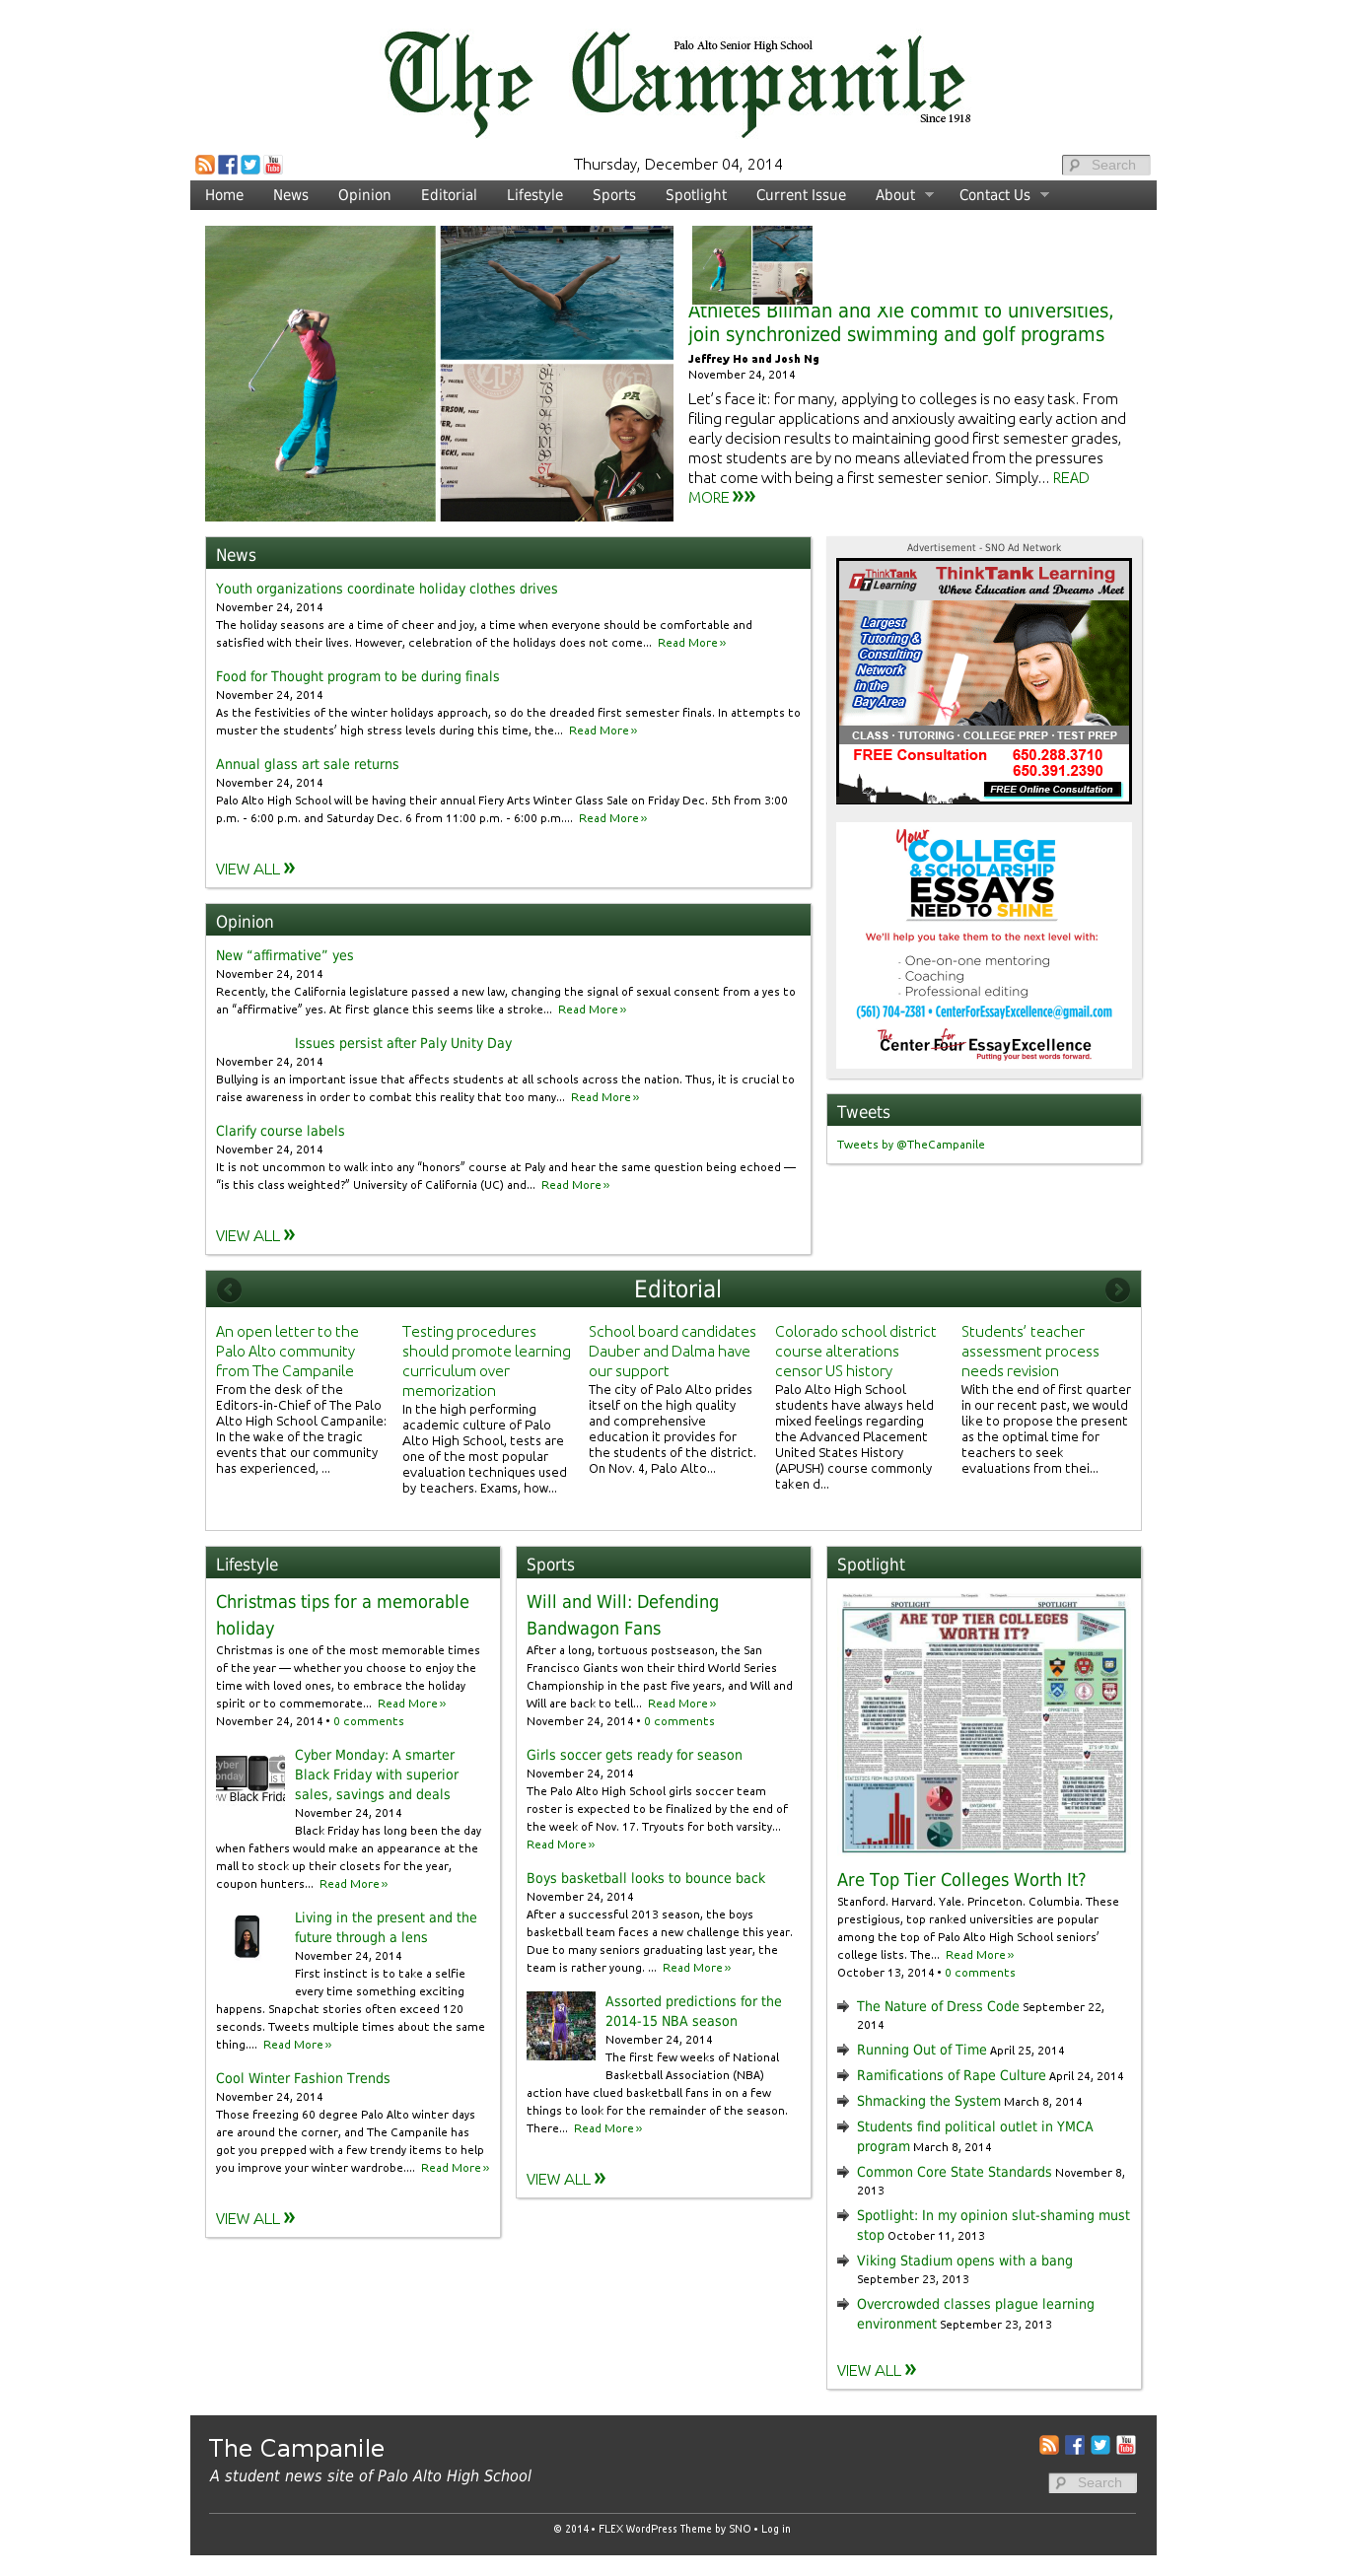 The Campanile
Palo Alto Senior High School
Since 1918
Thursday, December 04, 2014
Search
Home News Opinion Editorial Lifestyle Sports Spotlight Current Issue About Contact Us
Athletes Billman and Xie commit to universities,
join synchronized swimming and golf programs
Jeffrey Ho and Josh Ng
November 24, 2014
Let's face it: for many, applying to colleges is no easy task. From
filing regular applications and anxiously awaiting early action and
early decision results to maintaining good first semester grades,
most students are by no means alleviated from the pressures
that come with being a first semester senior. Simply... READ
MORE »»
News
Youth organizations coordinate holiday clothes drives
November 24, 2014
The holiday seasons are a time of cheer and joy, a time when everyone should be comfortable and
satisfied with their lives. However, celebration of the holidays does not come... Read More »
Food for Thought program to be during finals
November 24, 2014
As the festivities of the winter holidays approach, so do the dreaded first semester finals. In attempts to
muster the students' high stress levels during this time, the... Read More »
Annual glass art sale returns
November 24, 2014
Palo Alto High School will be having their annual Fiery Arts Winter Glass Sale on Friday Dec. 5th from 3:00
p.m. - 6:00 p.m. and Saturday Dec. 6 from 11:00 p.m. - 6:00 p.m.... Read More »
VIEW ALL »
Advertisement - SNO Ad Network
ThinkTank Learning
ThinkTank Learning
Where Education and Dreams Meet
Largest
Tutoring &
Consulting
Network
in the
Bay Area
CLASS · TUTORING · COLLEGE PREP · TEST PREP
FREE Consultation 650.288.3710
650.391.2390
FREE Online Consultation
Your
COLLEGE
& SCHOLARSHIP
ESSAYS
NEED TO SHINE
We'll help you take them to the next level with:
- One-on-one mentoring
- Coaching
- Professional editing
(561) 704-2381 • CenterForEssayExcellence@gmail.com
The Center For Essay Excellence
Putting your best words forward.
Opinion
New “affirmative” yes
November 24, 2014
Recently, the California legislature passed a new law, changing the signal of sexual consent from a yes to
an “affirmative” yes. At first glance this seems like a stroke... Read More »
Issues persist after Paly Unity Day
November 24, 2014
Bullying is an important issue that affects students at all schools across the nation. Thus, it is crucial to
raise awareness in order to combat this reality that too many... Read More »
Clarify course labels
November 24, 2014
It is not uncommon to walk into any “honors” course at Paly and hear the same question being echoed —
“is this class weighted?” University of California (UC) and... Read More »
VIEW ALL »
Tweets
Tweets by @TheCampanile
Editorial
An open letter to the
Palo Alto community
from The Campanile
From the desk of the
Editors-in-Chief of The Palo
Alto High School Campanile:
In the wake of the tragic
events that our community
has experienced, ...
Testing procedures
should promote learning
curriculum over
memorization
In the high performing
academic culture of Palo
Alto High School, tests are
one of the most popular
evaluation techniques used
by teachers. Exams, how...
School board candidates
Dauber and Dalma have
our support
The city of Palo Alto prides
itself on the high quality
and comprehensive
education it provides for
the students of the district.
On Nov. 4, Palo Alto...
Colorado school district
course alterations
censor US history
Palo Alto High School
students have always held
mixed feelings regarding
the Advanced Placement
United States History
(APUSH) course commonly
taken d...
Students' teacher
assessment process
needs revision
With the end of first quarter
in our recent past, we would
like to propose the present
as the optimal time for
teachers to seek
evaluations from thei...
Lifestyle
Christmas tips for a memorable
holiday
Christmas is one of the most memorable times
of the year — whether you choose to enjoy the
time with loved ones, to embrace the holiday
spirit or to commemorate... Read More »
November 24, 2014 • 0 comments
Cyber Monday: A smarter
Black Friday with superior
sales, savings and deals
November 24, 2014
Black Friday has long been the day
when fathers would make an appearance at the
mall to stock up their closets for the year,
coupon hunters... Read More »
Living in the present and the
future through a lens
November 24, 2014
First instinct is to take a selfie
every time something exciting
happens. Snapchat stories often exceed 120
seconds. Tweets multiple times about the same
thing.... Read More »
Cool Winter Fashion Trends
November 24, 2014
Those freezing 60 degree Palo Alto winter days
are around the corner, and The Campanile has
got you prepped with a few trendy items to help
you improve your winter wardrobe.... Read More »
VIEW ALL »
Sports
Will and Will: Defending
Bandwagon Fans
After a long, tortuous postseason, the San
Francisco Giants won their third World Series
Championship in the past five years, and Will and
Will are back to tell... Read More »
November 24, 2014 • 0 comments
Girls soccer gets ready for season
November 24, 2014
The Palo Alto High School girls soccer team
roster is expected to be finalized by the end of
the week of Nov. 17. Tryouts for both varsity...
Read More »
Boys basketball looks to bounce back
November 24, 2014
After a successful 2013 season, the boys
basketball team faces a new challenge this year.
Due to many seniors graduating last year, the
team is rather young. ... Read More »
Assorted predictions for the
2014-15 NBA season
November 24, 2014
The first few weeks of National
Basketball Association (NBA)
action have clued basketball fans in on a few
things to look for the remainder of the season.
There... Read More »
VIEW ALL »
Spotlight
SPOTLIGHT SPOTLIGHT
ARE TOP TIER COLLEGES
WORTH IT?
Are Top Tier Colleges Worth It?
Stanford. Harvard. Yale. Princeton. Columbia. These
prestigious, top ranked universities are popular
among the top of Palo Alto High School seniors'
college lists. The... Read More »
October 13, 2014 • 0 comments
The Nature of Dress Code September 22,
2014
Running Out of Time April 25, 2014
Ramifications of Rape Culture April 24, 2014
Shmacking the System March 8, 2014
Students find political outlet in YMCA
program March 8, 2014
Common Core State Standards November 8,
2013
Spotlight: In my opinion slut-shaming must
stop October 11, 2013
Viking Stadium opens with a bang
September 23, 2013
Overcrowded classes plague learning
environment September 23, 2013
VIEW ALL »
The Campanile
A student news site of Palo Alto High School
Search
© 2014 • FLEX WordPress Theme by SNO • Log in